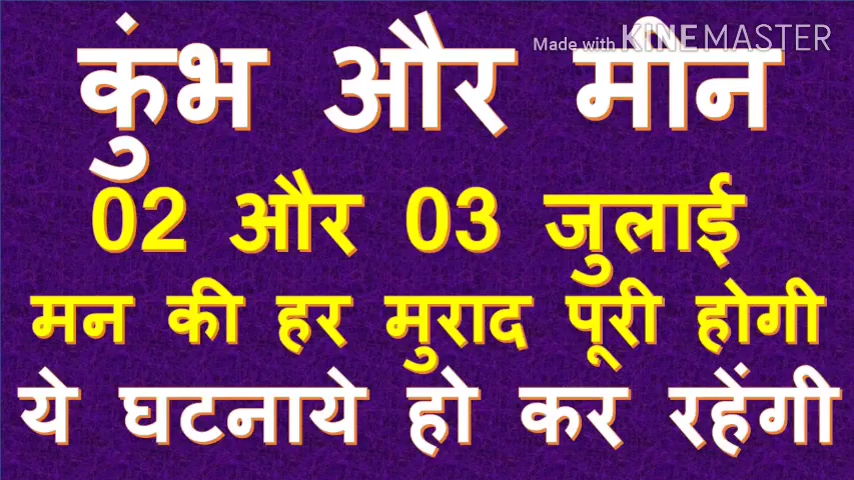 Made with KINEMASTER
कुंभ और मीन
02 और 03 जुलाई
मन की हर मुराद पूरी होगी
ये घटनाये हो कर रहेंगी